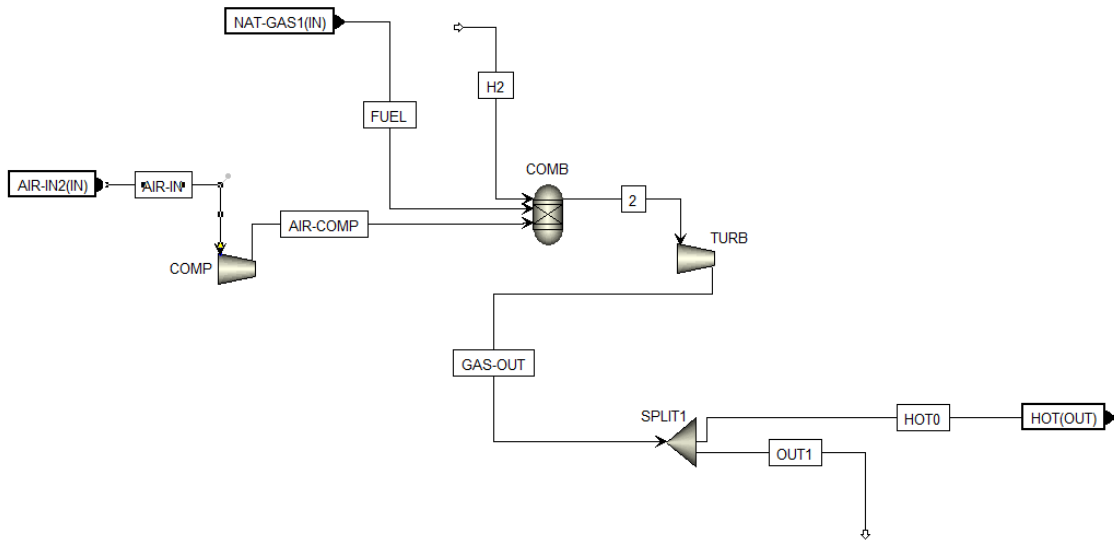 NAT-GAS1(IN)
H2
FUEL
COMB
AIR-IN2(IN)
AIR-IN
2
AIR-COMP
TURB
COMP
GAS-OUT
SPLIT1
HOT0
HOT(OUT)
OUT1